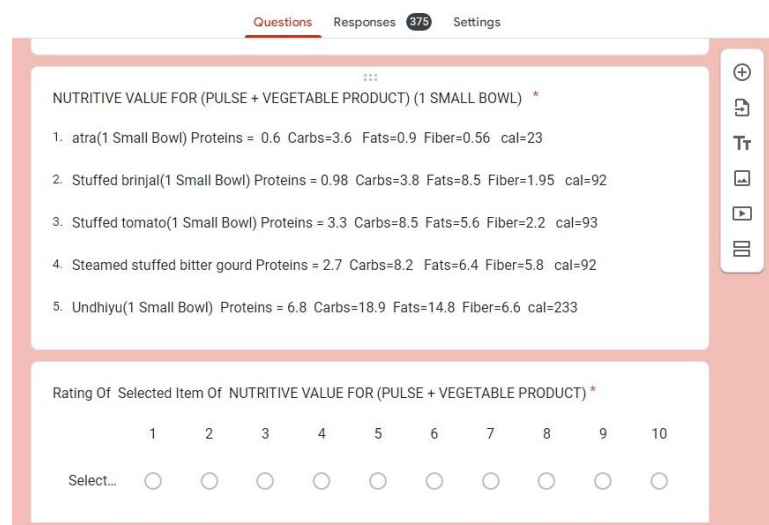 Questions Responses 375 Settings
NUTRITIVE VALUE FOR (PULSE + VEGETABLE PRODUCT) (1 SMALL BOWL) *
1. atra(1 Small Bowl) Proteins = 0.6 Carbs=3.6 Fats=0.9 Fiber=0.56 cal=23
2. Stuffed brinjal(1 Small Bowl) Proteins = 0.98 Carbs=3.8 Fats=8.5 Fiber=1.95 cal=92
3. Stuffed tomato(1 Small Bowl) Proteins = 3.3 Carbs=8.5 Fats=5.6 Fiber=2.2 cal=93
4. Steamed stuffed bitter gourd Proteins = 2.7 Carbs=8.2 Fats=6.4 Fiber=5.8 cal=92
5. Undhiyu(1 Small Bowl) Proteins = 6.8 Carbs=18.9 Fats=14.8 Fiber=6.6 cal=233
Rating Of Selected Item Of NUTRITIVE VALUE FOR (PULSE + VEGETABLE PRODUCT) *
1 2 3 4 5 6 7 8 9 10
Select...
Tт